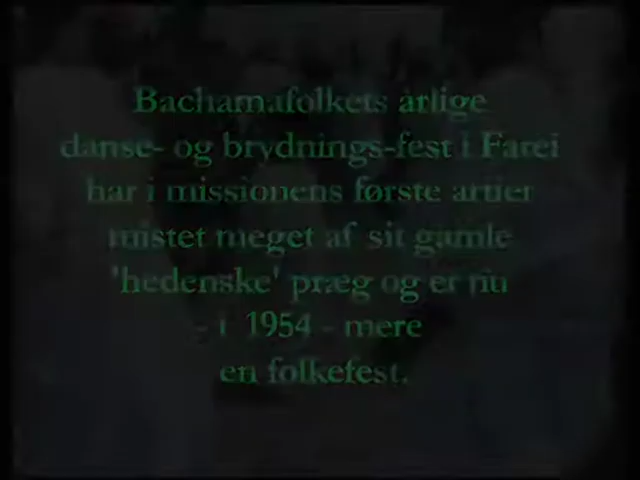 Bachamafolkets årlige
danse- og brydnings-fest i Farei
har i missionens første artier
mistet meget af sit gamle
'hedenske' præg og er nu
- i 1954 - mere
en folkefest.